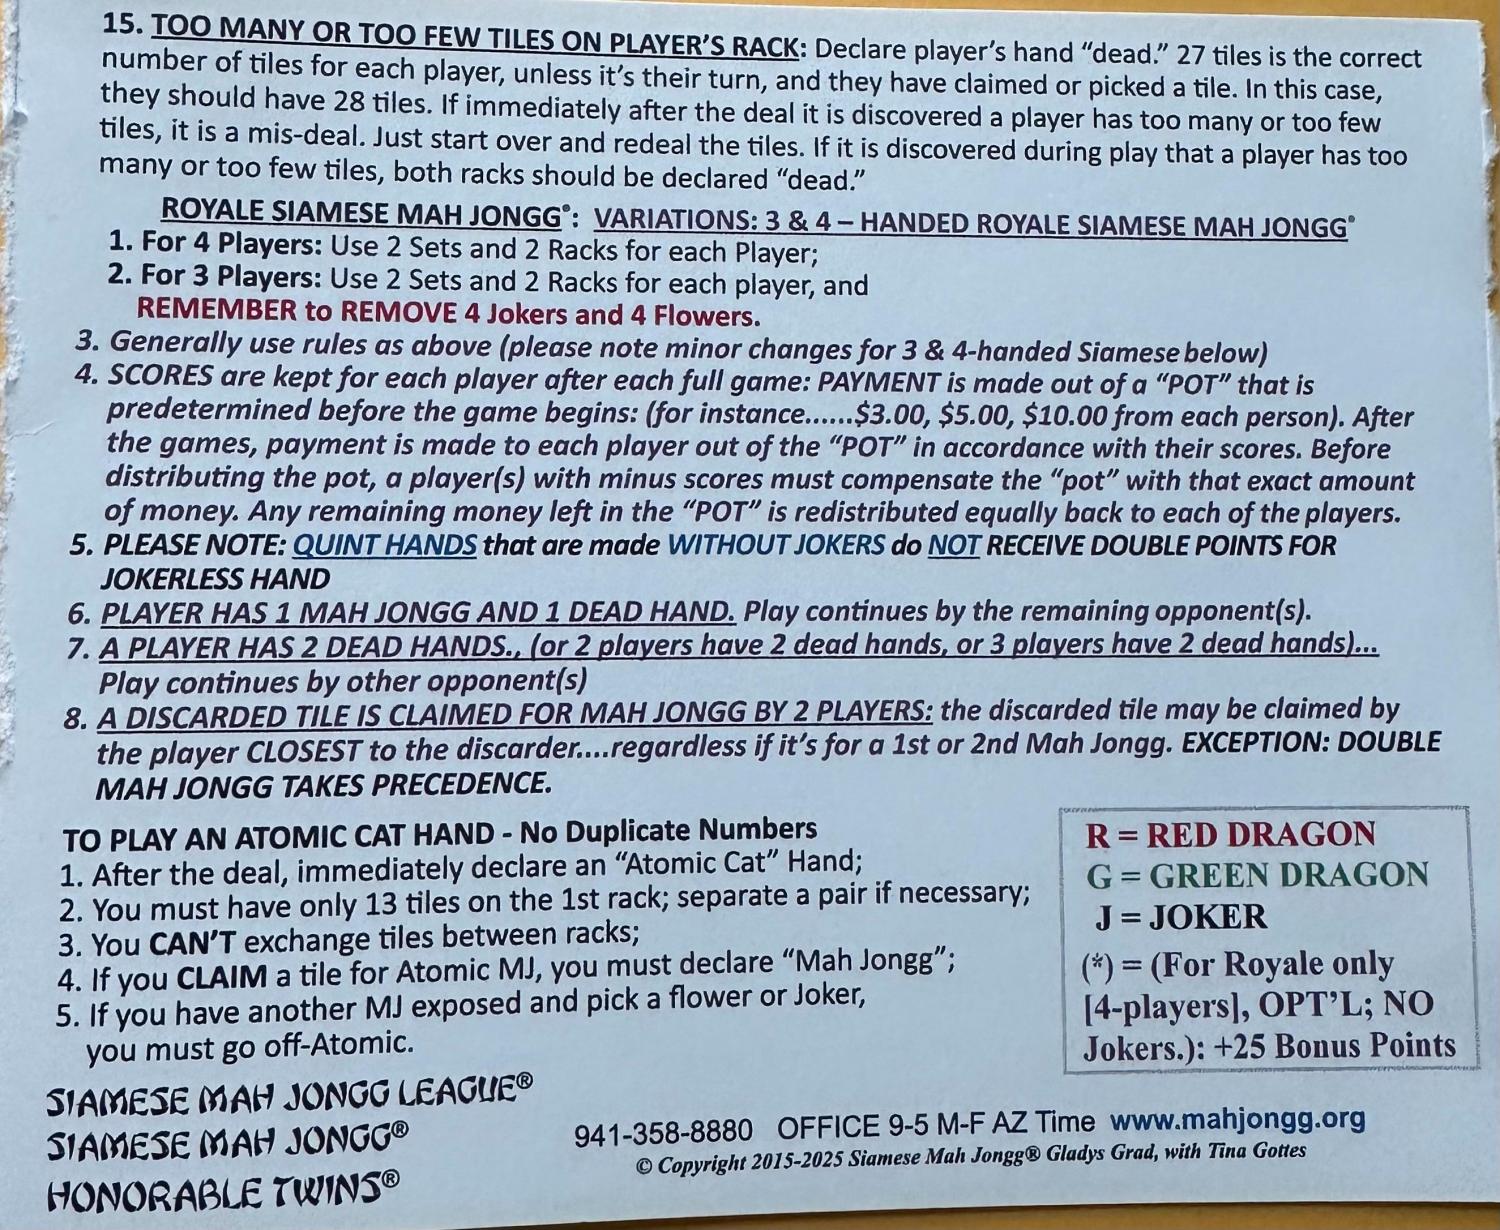 15. TOO MANY OR TOO FEW TILES ON PLAYER'S RACK: Declare player's hand "dead." 27 tiles is the correct
number of tiles for each player, unless it's their turn, and they have claimed or picked a tile. In this case,
they should have 28 tiles. If immediately after the deal it is discovered a player has too many or too few
tiles, it is a mis-deal. Just start over and redeal the tiles. If it is discovered during play that a player has too
many or too few tiles, both racks should be declared "dead."
ROYALE SIAMESE MAH JONGG®: VARIATIONS: 3 & 4 – HANDED ROYALE SIAMESE MAH JONGG®
1. For 4 Players: Use 2 Sets and 2 Racks for each Player;
2. For 3 Players: Use 2 Sets and 2 Racks for each player, and
REMEMBER to REMOVE 4 Jokers and 4 Flowers.
3. Generally use rules as above (please note minor changes for 3 & 4-handed Siamese below)
4. SCORES are kept for each player after each full game: PAYMENT is made out of a "POT" that is
predetermined before the game begins: (for instance......$3.00, $5.00, $10.00 from each person). After
the games, payment is made to each player out of the "POT" in accordance with their scores. Before
distributing the pot, a player(s) with minus scores must compensate the "pot" with that exact amount
of money. Any remaining money left in the "POT" is redistributed equally back to each of the players.
5. PLEASE NOTE: QUINT HANDS that are made WITHOUT JOKERS do NOT RECEIVE DOUBLE POINTS FOR
JOKERLESS HAND
6. PLAYER HAS 1 MAH JONGG AND 1 DEAD HAND. Play continues by the remaining opponent(s).
7. A PLAYER HAS 2 DEAD HANDS., (or 2 players have 2 dead hands, or 3 players have 2 dead hands)...
Play continues by other opponent(s)
8. A DISCARDED TILE IS CLAIMED FOR MAH JONGG BY 2 PLAYERS: the discarded tile may be claimed by
the player CLOSEST to the discarder....regardless if it's for a 1st or 2nd Mah Jongg. EXCEPTION: DOUBLE
MAH JONGG TAKES PRECEDENCE.
TO PLAY AN ATOMIC CAT HAND - No Duplicate Numbers
1. After the deal, immediately declare an "Atomic Cat" Hand;
2. You must have only 13 tiles on the 1st rack; separate a pair if necessary;
3. You CAN'T exchange tiles between racks;
4. If you CLAIM a tile for Atomic MJ, you must declare "Mah Jongg";
5. If you have another MJ exposed and pick a flower or Joker,
you must go off-Atomic.
R = RED DRAGON
G = GREEN DRAGON
J = JOKER
(*) = (For Royale only
[4-players], OPT'L; NO
Jokers.): +25 Bonus Points
SIAMESE MAH JONGG LEAGUE®
SIAMESE MAH JONGG®
HONORABLE TWINS®
941-358-8880 OFFICE 9-5 M-F AZ Time www.mahjongg.org
© Copyright 2015-2025 Siamese Mah Jongg® Gladys Grad, with Tina Gottes